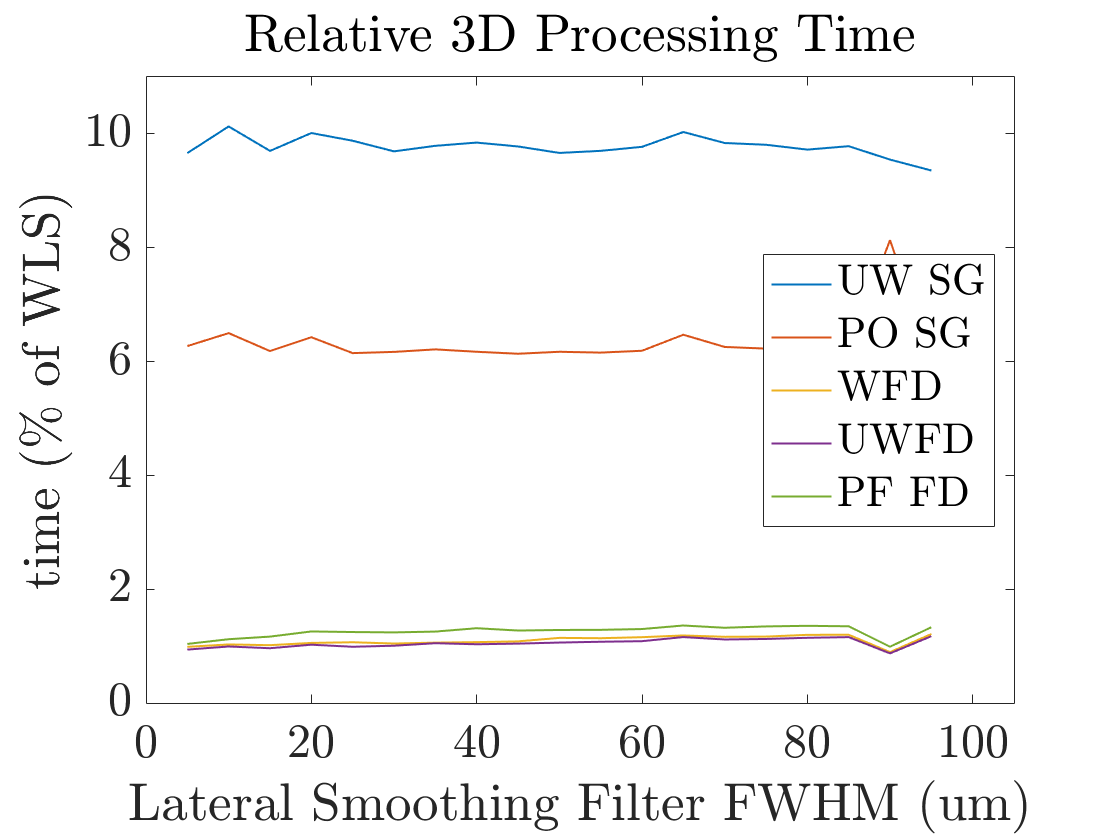 Relative 3D Processing Time
time (% of WLS)
10
8
6
4
2
0
UW SG
PO SG
WFD
UWFD
PF FD
0 20 40 60 80 100
Lateral Smoothing Filter FWHM (um)